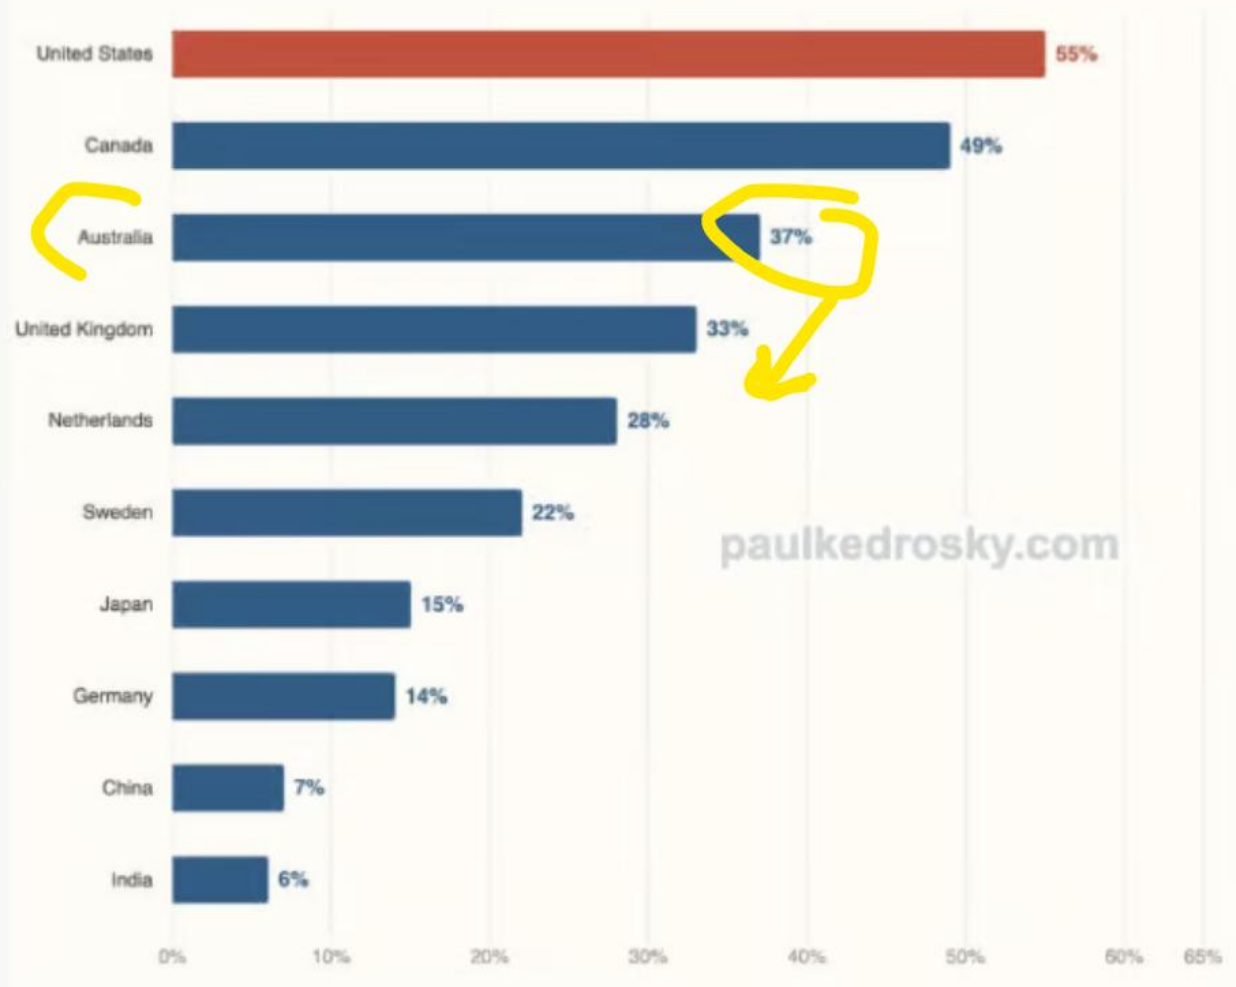 United States 55%
Canada 49%
Australia 37%
United Kingdom 33%
Netherlands 28%
Sweden 22%
paulkedrosky.com
Japan 15%
Germany 14%
China 7%
India 6%
0% 10% 20% 30% 40% 50% 60% 65%